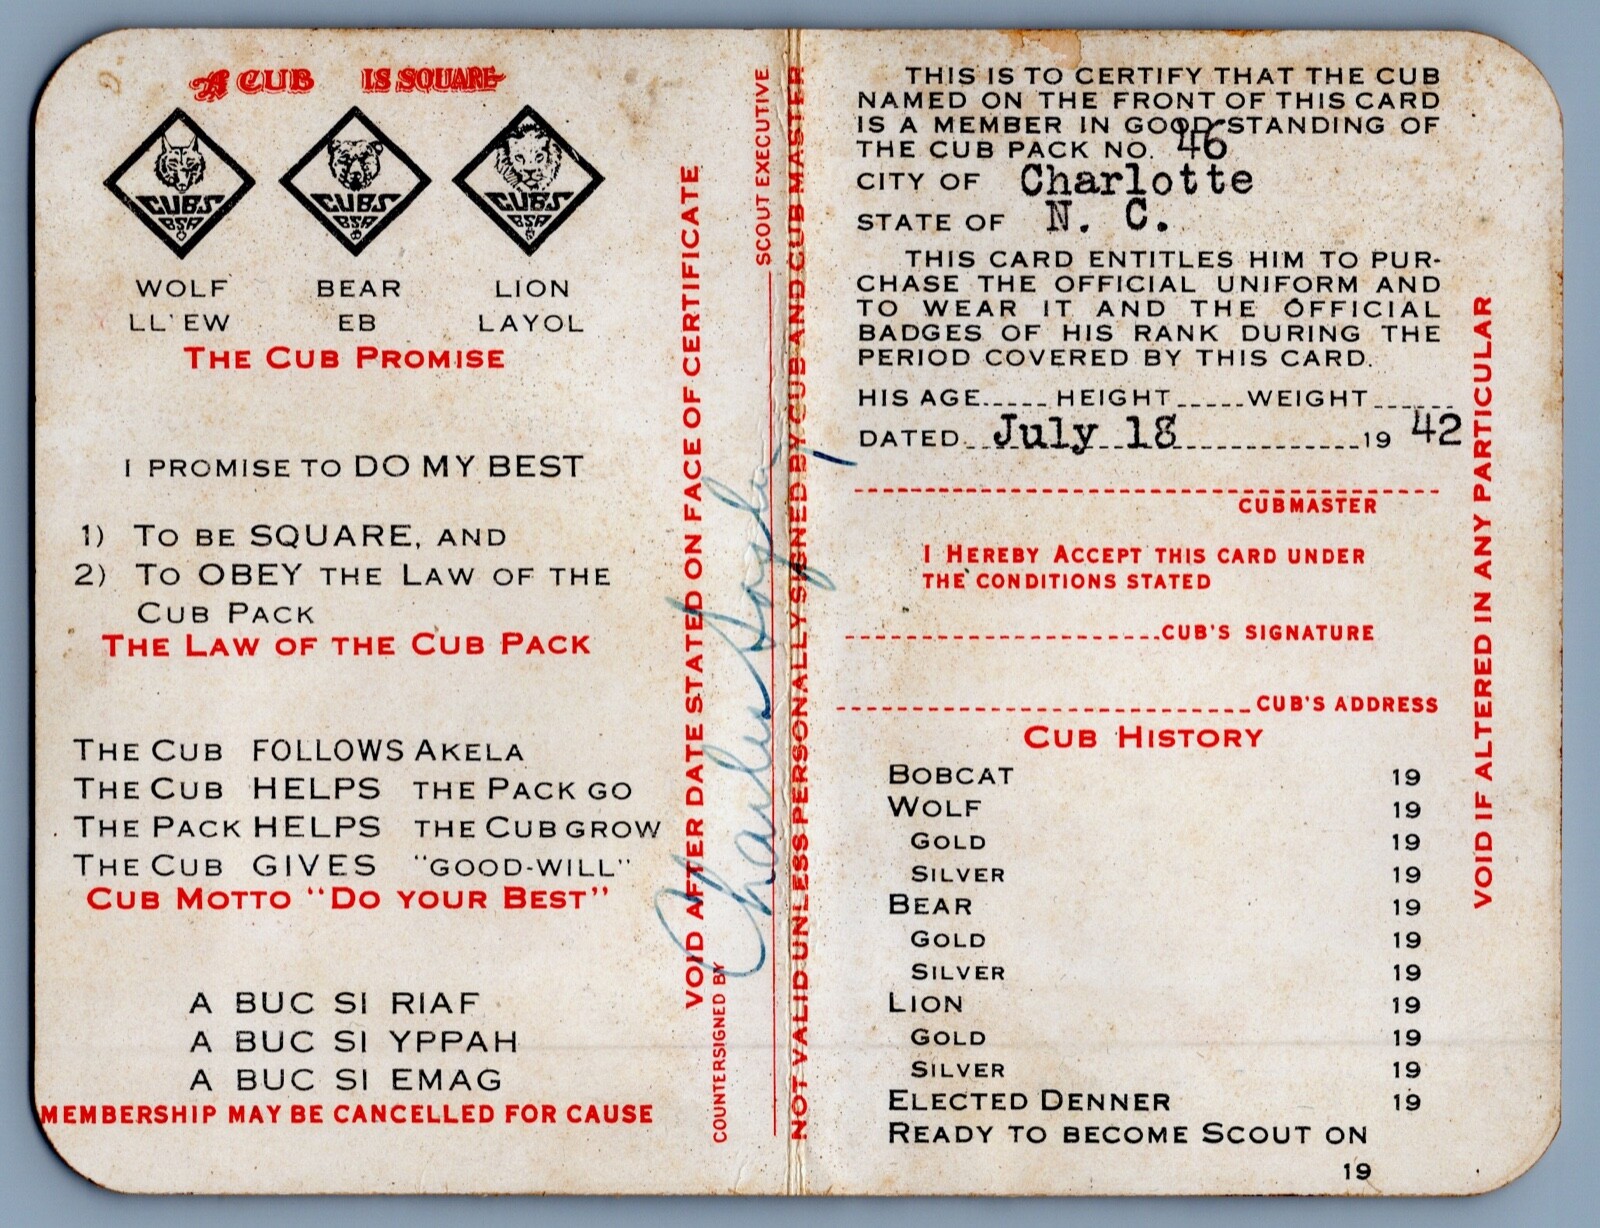 A CUB IS SQUARE
CUBS BSA
CUBS BSA
CUBS BSA
WOLF BEAR LION
LL'EW EB LAYOL
THE CUB PROMISE
I PROMISE TO DO MY BEST
1) TO BE SQUARE, AND
2) TO OBEY THE LAW OF THE
CUB PACK
THE LAW OF THE CUB PACK
THE CUB FOLLOWS AKELA
THE CUB HELPS THE PACK GO
THE PACK HELPS THE CUB GROW
THE CUB GIVES "GOOD-WILL"
CUB MOTTO "DO YOUR BEST"
A BUC SI RIAF
A BUC SI YPPAH
A BUC SI EMAG
MEMBERSHIP MAY BE CANCELLED FOR CAUSE
VOID AFTER DATE STATED ON FACE OF CERTIFICATE
COUNTERSIGNED BY Charles SCOUT EXECUTIVE
NOT VALID UNLESS PERSONALLY SIGNED BY CUB AND CUB MASTER
THIS IS TO CERTIFY THAT THE CUB
NAMED ON THE FRONT OF THIS CARD
IS A MEMBER IN GOOD STANDING OF
THE CUB PACK NO. 46
CITY OF Charlotte
STATE OF N. C.
THIS CARD ENTITLES HIM TO PUR-
CHASE THE OFFICIAL UNIFORM AND
TO WEAR IT AND THE OFFICIAL
BADGES OF HIS RANK DURING THE
PERIOD COVERED BY THIS CARD.
HIS AGE HEIGHT WEIGHT
DATED July 18 19 42
CUBMASTER
I HEREBY ACCEPT THIS CARD UNDER
THE CONDITIONS STATED
CUB'S SIGNATURE
CUB'S ADDRESS
CUB HISTORY
BOBCAT 19
WOLF 19
GOLD 19
SILVER 19
BEAR 19
GOLD 19
SILVER 19
LION 19
GOLD 19
SILVER 19
ELECTED DENNER 19
READY TO BECOME SCOUT ON
19
VOID IF ALTERED IN ANY PARTICULAR